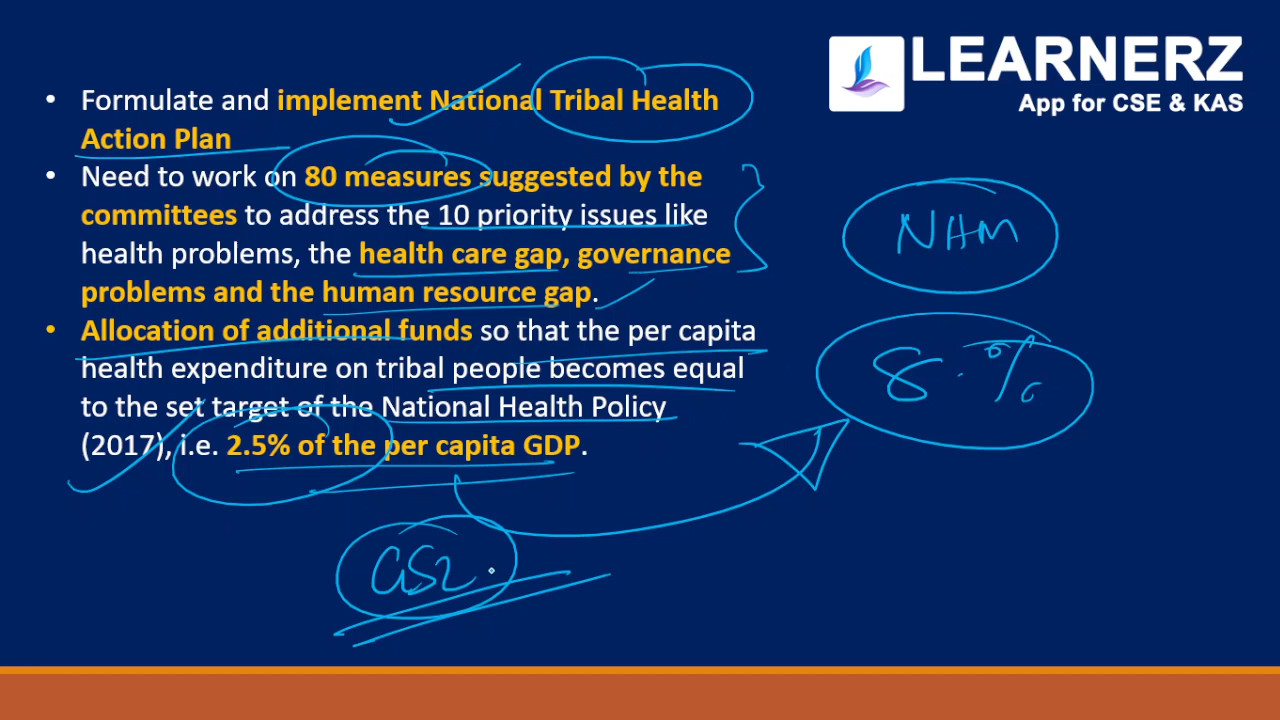 LEARNERZ
App for CSE & KAS
• Formulate and implement National Tribal Health
Action Plan
• Need to work on 80 measures suggested by the
committees to address the 10 priority issues like
health problems, the health care gap, governance
problems and the human resource gap.
• Allocation of additional funds so that the per capita
health expenditure on tribal people becomes equal
to the set target of the National Health Policy
(2017), i.e. 2.5% of the per capita GDP.
NHM
8.%
GS2